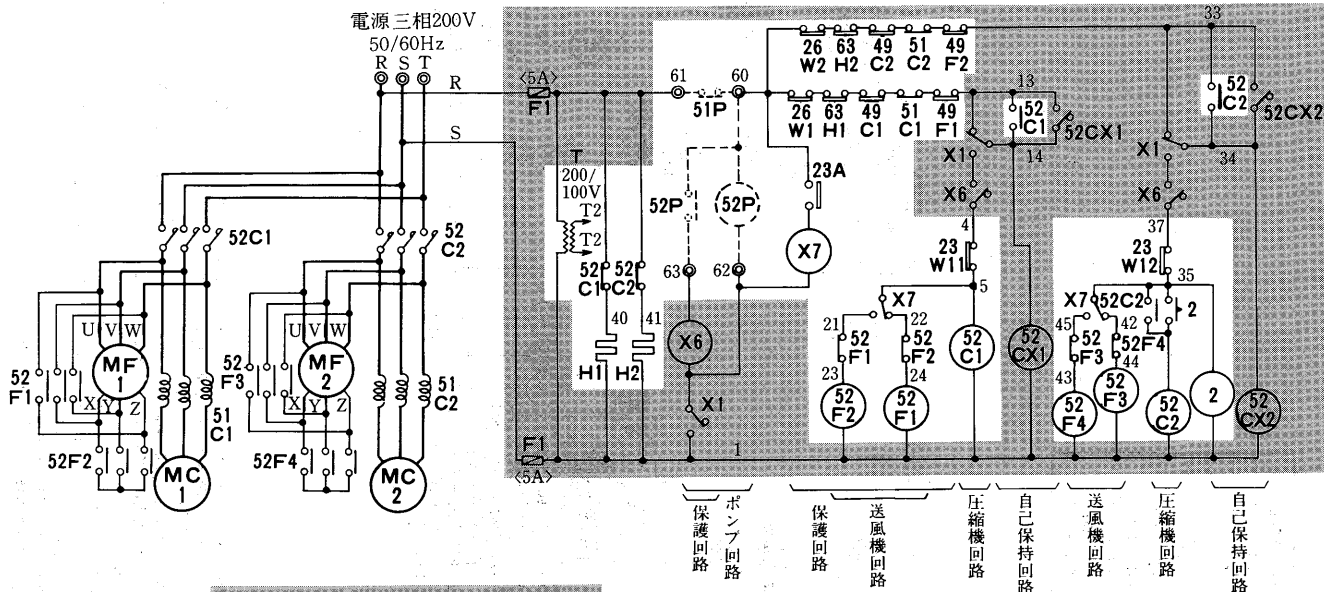 電源 三相200V
50/60Hz
R S T
R
S
〈5A〉
F1
T
200/
100V
T2
T2
61
60
51P
52P
52P
63
62
23A
X7
26
W2
63
H2
49
C2
51
C2
49
F2
26
W1
63
H1
49
C1
51
C1
49
F1
33
13
52
C1
52CX1
14
X1
X6
4
23
W11
5
52
C2
52CX2
34
X1
X6
37
23
W12
35
52C1
52
C2
52
C1
52
C2
40
41
H1
H2
X6
X1
1
X7
21
22
52
F1
52
F2
23
24
52
F2
52
F1
52
C1
52
CX1
X7
52C2
2
45
42
52
F3
52
F4
43
44
52
F4
52
F3
52
C2
2
52
CX2
U V W
MF
1
X Y Z
52
F1
52F2
51
C1
MC
1
U V W
MF
2
X Y Z
52
F3
52F4
51
C2
MC
2
F1
〈5A〉
保護回路
ポンプ回路
保護回路
送風機回路
圧縮機回路
自己保持回路
送風機回路
圧縮機回路
自己保持回路